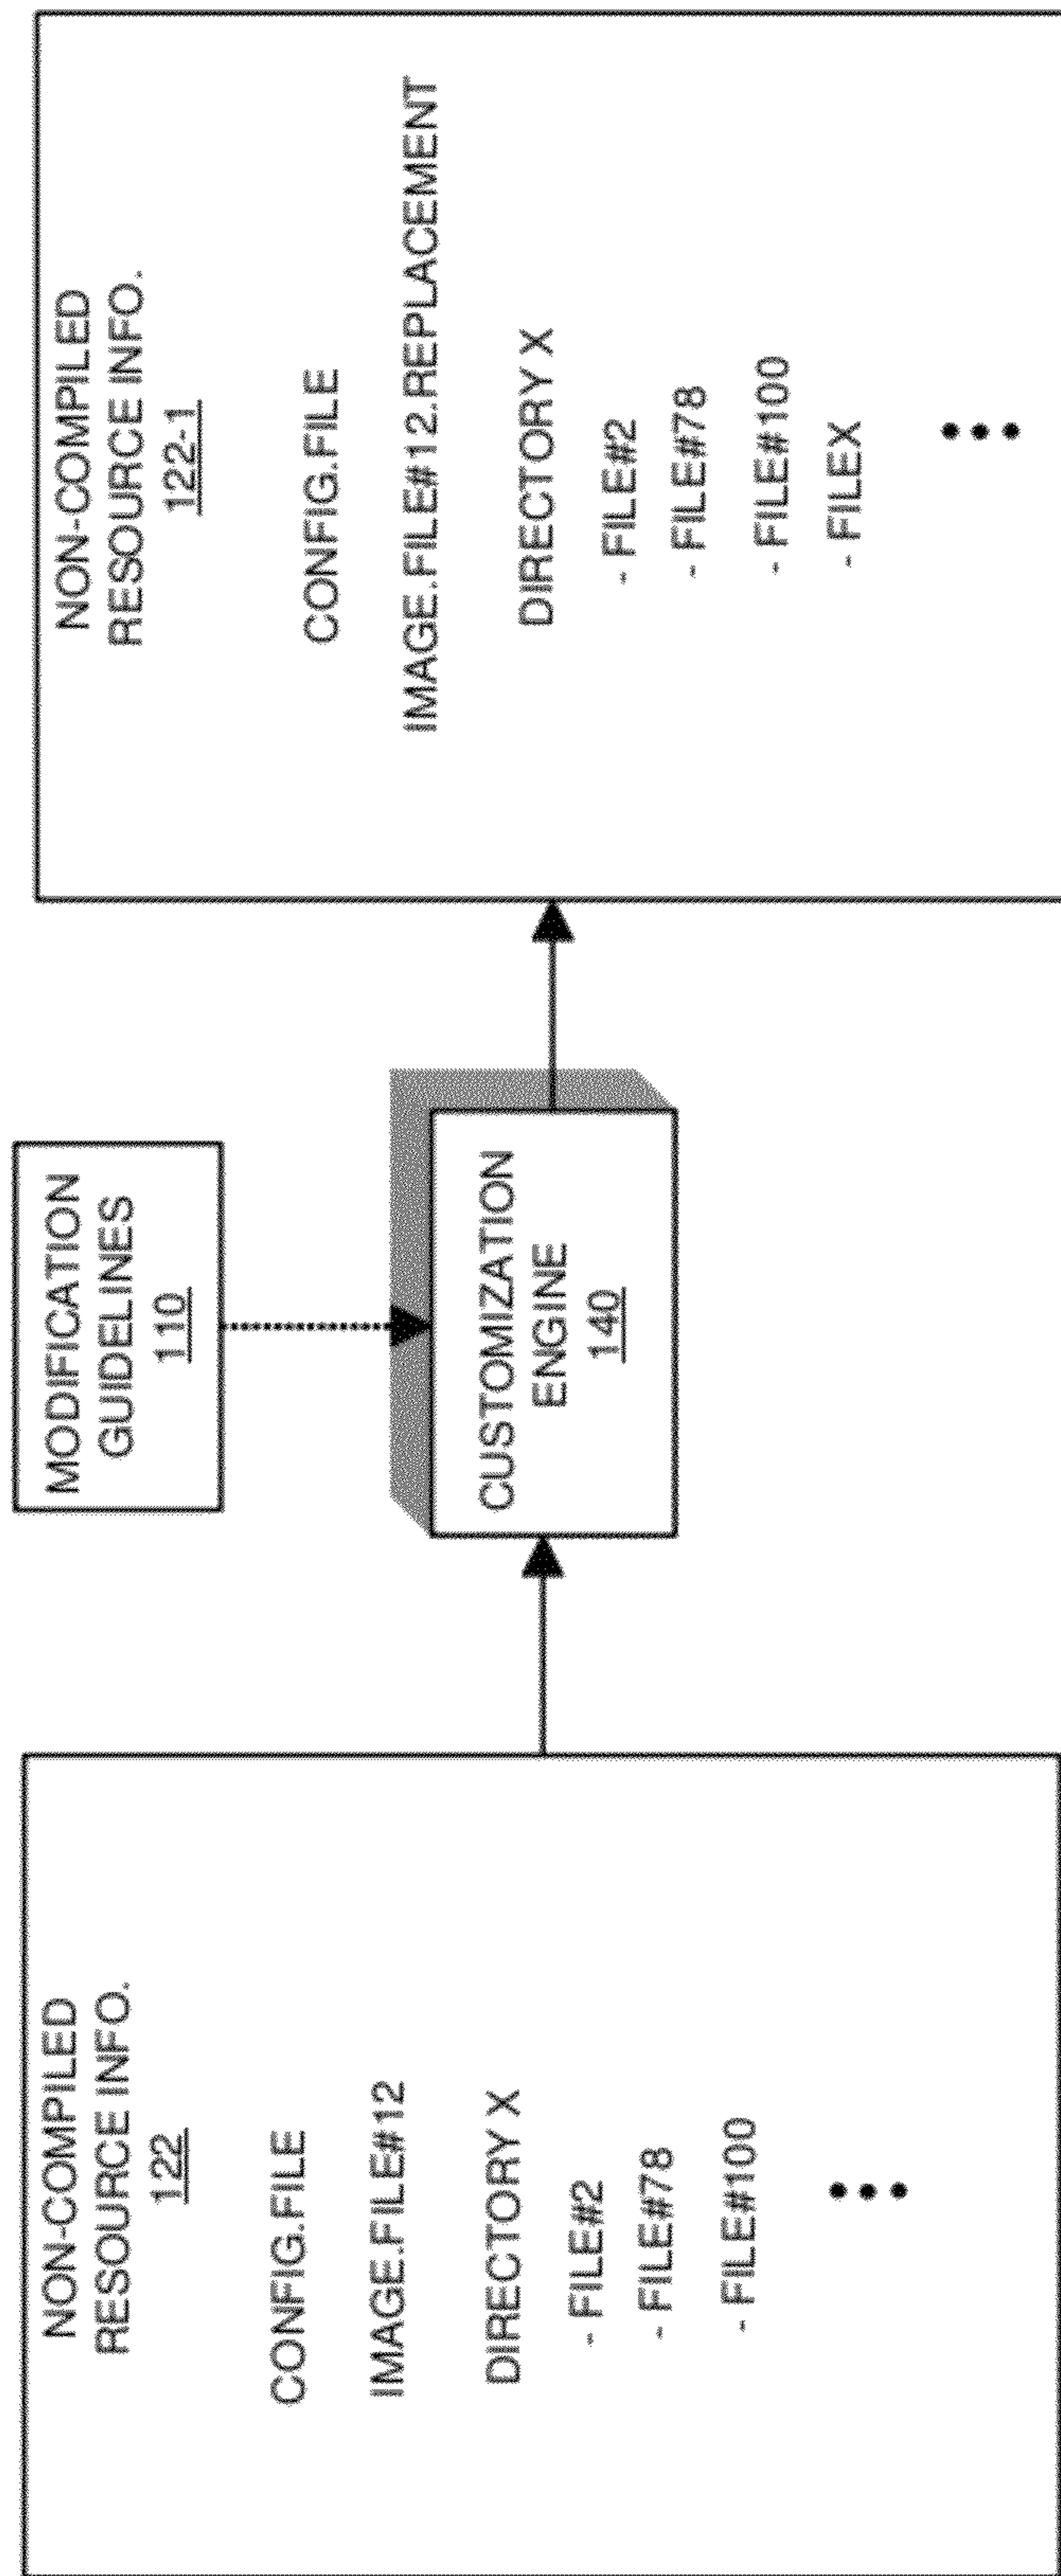 NON-COMPILED
RESOURCE INFO.
122
CONFIG.FILE
IMAGE.FILE#12
DIRECTORY X
- FILE#2
- FILE#78
- FILE#100
MODIFICATION
GUIDELINES
110
CUSTOMIZATION
ENGINE
140
NON-COMPILED
RESOURCE INFO.
122-1
CONFIG.FILE
IMAGE.FILE#12.REPLACEMENT
DIRECTORY X
- FILE#2
- FILE#78
- FILE#100
- FILEX